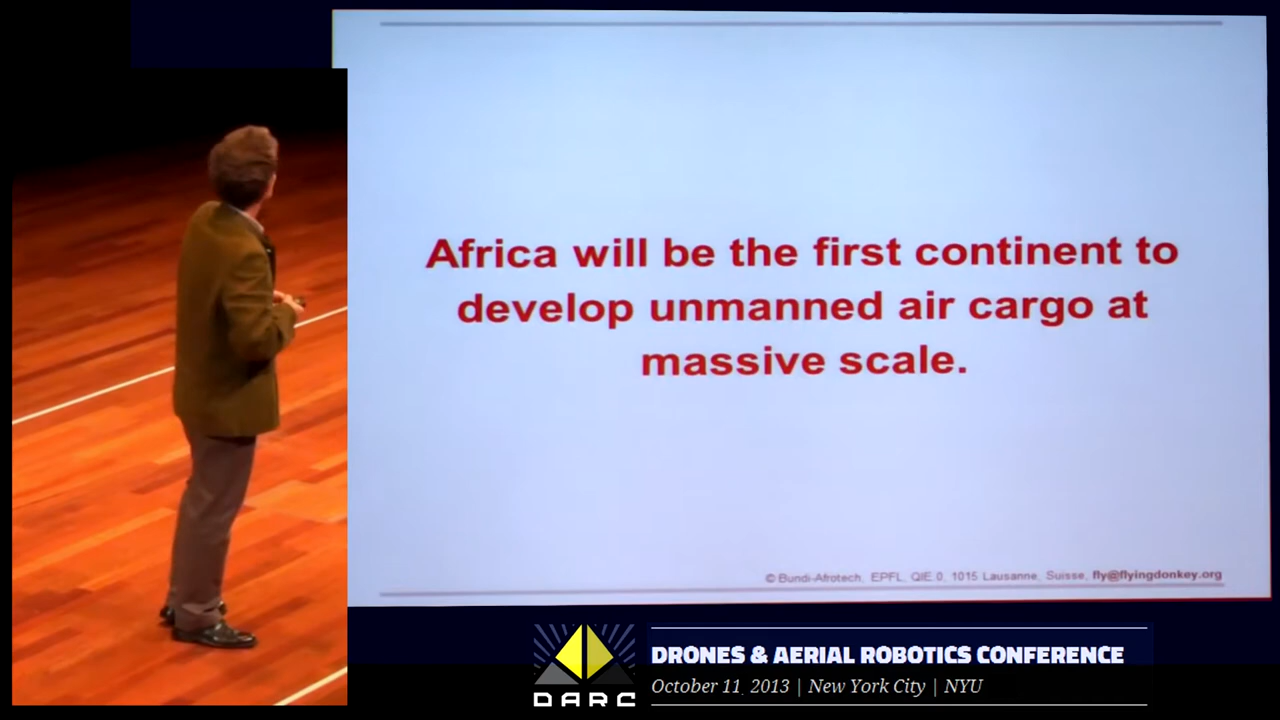 Africa will be the first continent to
develop unmanned air cargo at
massive scale.
© Bundi-Afrotech, EPFL, QIE 0, 1015 Lausanne, Suisse, fly@flyingdonkey.org
DARC
DRONES & AERIAL ROBOTICS CONFERENCE
October 11, 2013 | New York City | NYU